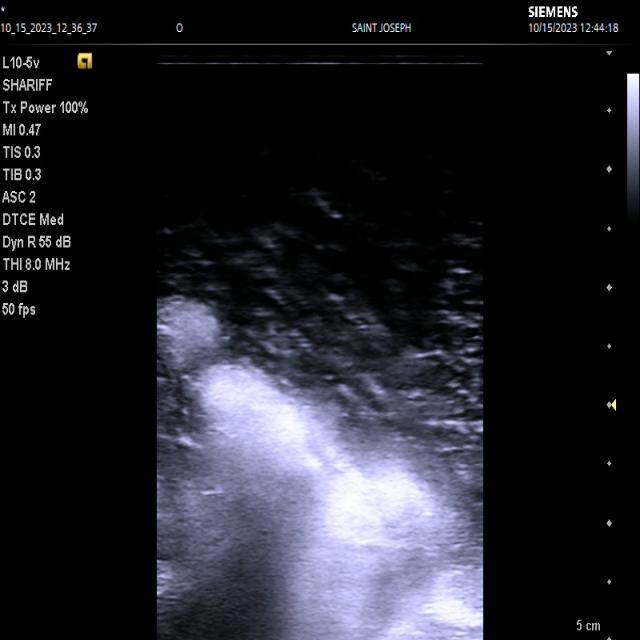 *
SIEMENS
10_15_2023_12_36_37 O SAINT JOSEPH 10/15/2023 12:44:18
L10-5v
SHARIFF
Tx Power 100%
MI 0.47
TIS 0.3
TIB 0.3
ASC 2
DTCE Med
Dyn R 55 dB
THI 8.0 MHz
3 dB
50 fps
5 cm